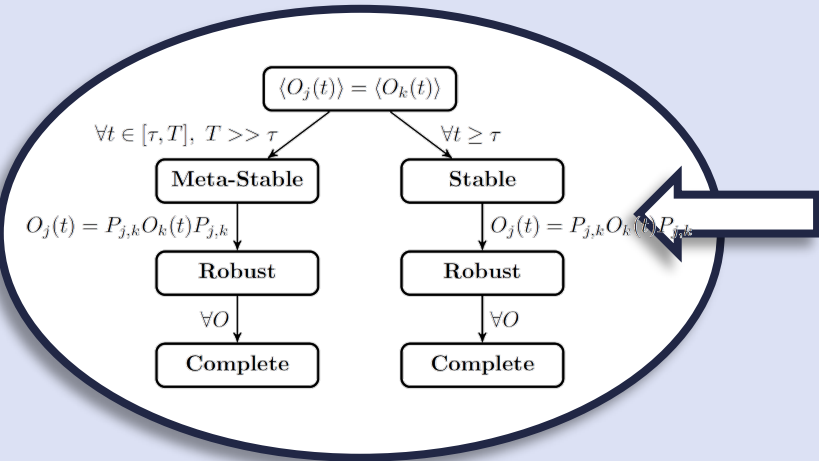 ⟨O_j(t)⟩ = ⟨O_k(t)⟩
∀t ∈ [τ, T], T >> τ
∀t ≥ τ
Meta-Stable
Stable
O_j(t) = P_{j,k}O_k(t)P_{j,k}
O_j(t) = P_{j,k}O_k(t)P_{j,k}
Robust
Robust
∀O
∀O
Complete
Complete